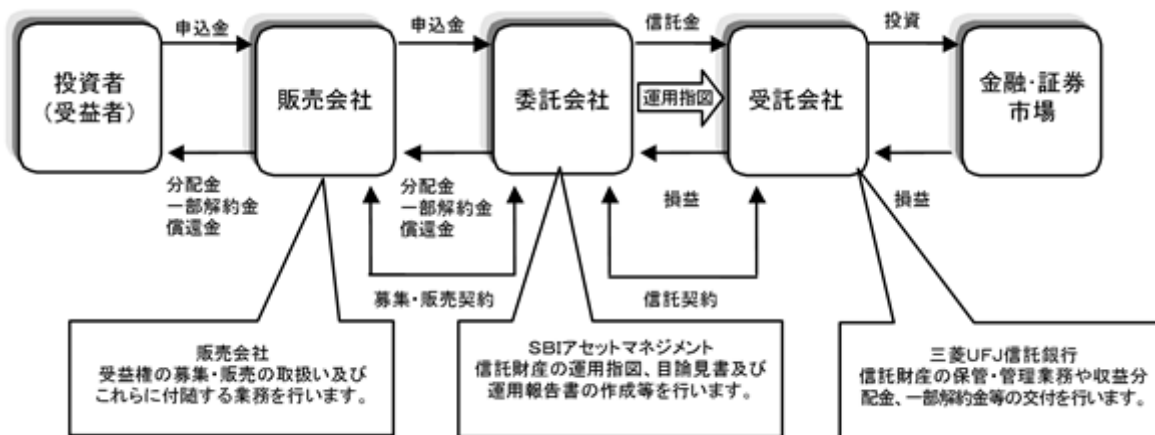 申込金
申込金
信託金
投資
投資者
(受益者)
販売会社
委託会社
運用指図
受託会社
金融・証券
市場
分配金
一部解約金
償還金
分配金
一部解約金
償還金
損益
損益
募集・販売契約
信託契約
販売会社
受益権の募集・販売の取扱い及び
これらに付随する業務を行います。
SBIアセットマネジメント
信託財産の運用指図、目論見書及び
運用報告書の作成等を行います。
三菱UFJ信託銀行
信託財産の保管・管理業務や収益分
配金、一部解約金等の交付を行います。